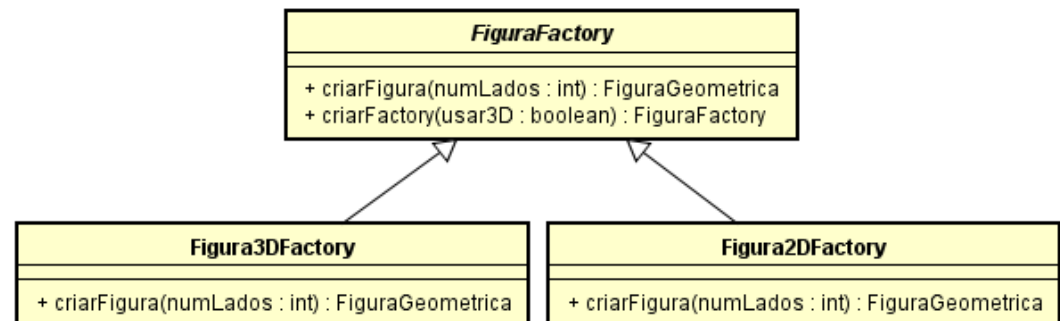 FiguraFactory
+ criarFigura(numLados : int) : FiguraGeometrica
+ criarFactory(usar3D : boolean) : FiguraFactory
Figura3DFactory
+ criarFigura(numLados : int) : FiguraGeometrica
Figura2DFactory
+ criarFigura(numLados : int) : FiguraGeometrica